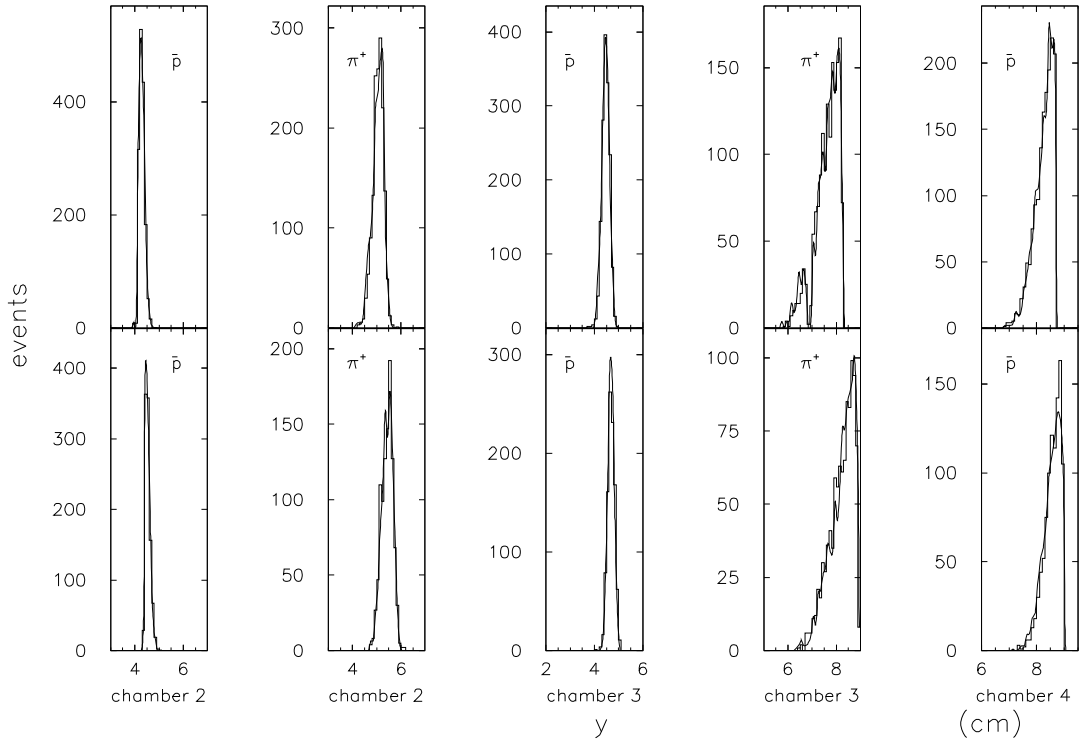 p̄ π⁺ p̄ π⁺ p̄
0 200 400
0 100 200 300
0 100 200 300 400
0 50 100 150
0 50 100 150 200
events
p̄ π⁺ p̄ π⁺ p̄
0 100 200 300 400
0 50 100 150 200
0 100 200 300
0 25 50 75 100
0 50 100 150
4 6 4 6 2 4 6 6 8 6 8
chamber 2 chamber 2 chamber 3 chamber 3 chamber 4
y (cm)